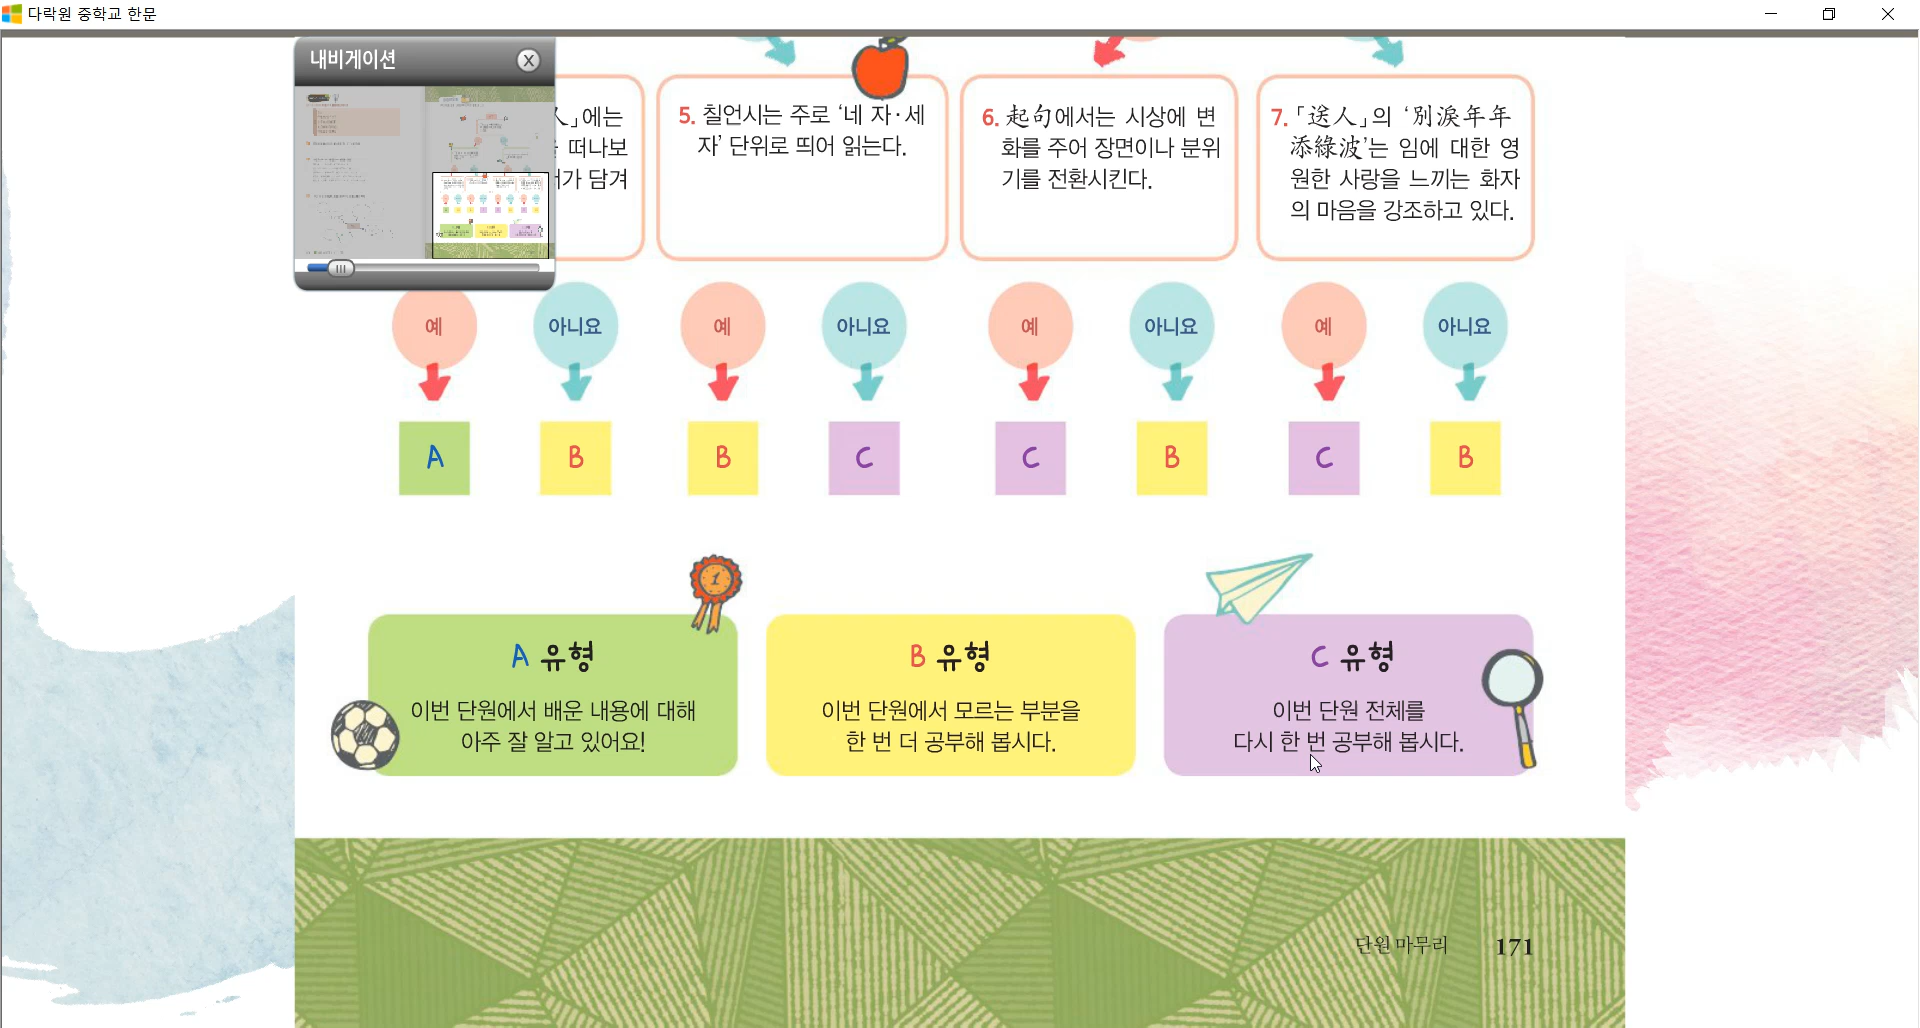 다락원 중학교 한문
내비게이션
人」에는
떠나보
가 담겨
5. 칠언시는 주로 ‘네 자·세
자’ 단위로 띄어 읽는다.
6. 起句에서는 시상에 변
화를 주어 장면이나 분위
기를 전환시킨다.
7. 「送人」의 ‘別淚年年
添綠波’는 임에 대한 영
원한 사랑을 느끼는 화자
의 마음을 강조하고 있다.
예 아니요 예 아니요 예 아니요 예 아니요
A B B C C B C B
1
A 유형
이번 단원에서 배운 내용에 대해
아주 잘 알고 있어요!
B 유형
이번 단원에서 모르는 부분을
한 번 더 공부해 봅시다.
C 유형
이번 단원 전체를
다시 한 번 공부해 봅시다.
단원 마무리 171